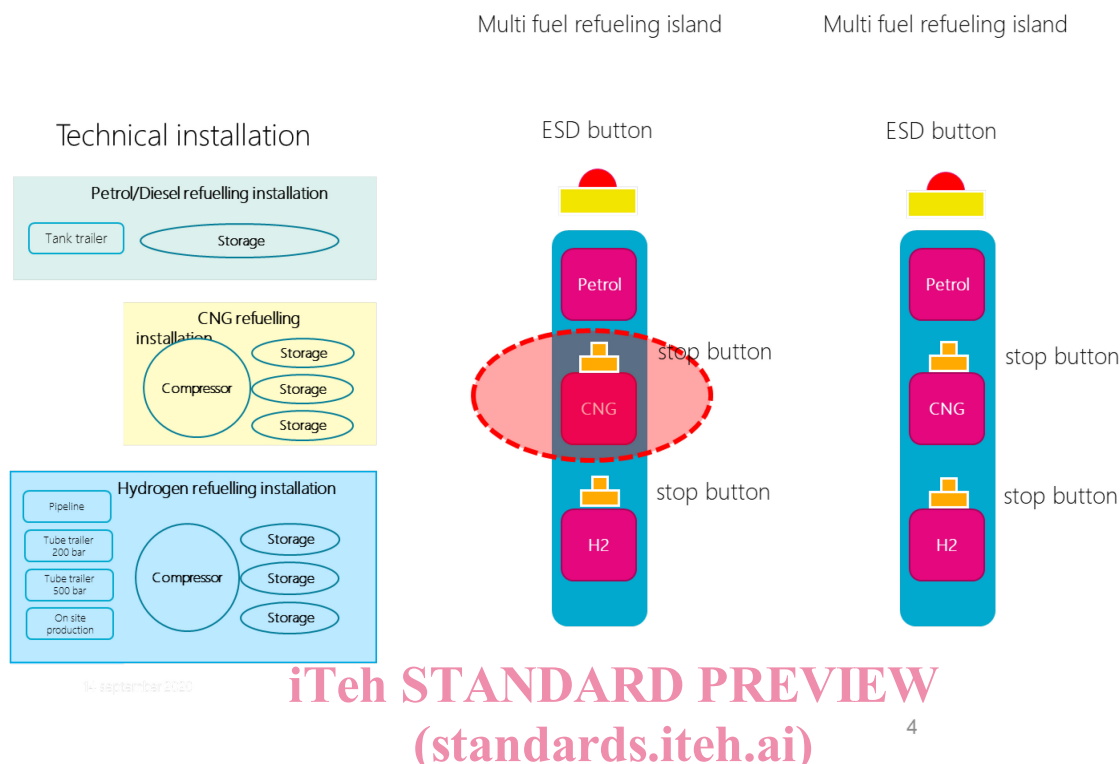 Multi fuel refueling island
Multi fuel refueling island
Technical installation
ESD button
ESD button
Petrol/Diesel refuelling installation
Tank trailer
Storage
CNG refuelling
installation
Compressor
Storage
Storage
Storage
Hydrogen refuelling installation
Pipeline
Tube trailer
200 bar
Tube trailer
500 bar
On site
production
Compressor
Storage
Storage
Storage
Petrol
stop button
CNG
stop button
H2
Petrol
stop button
CNG
stop button
H2
14 september 2020
iTeh STANDARD PREVIEW
(standards.iteh.ai)
4